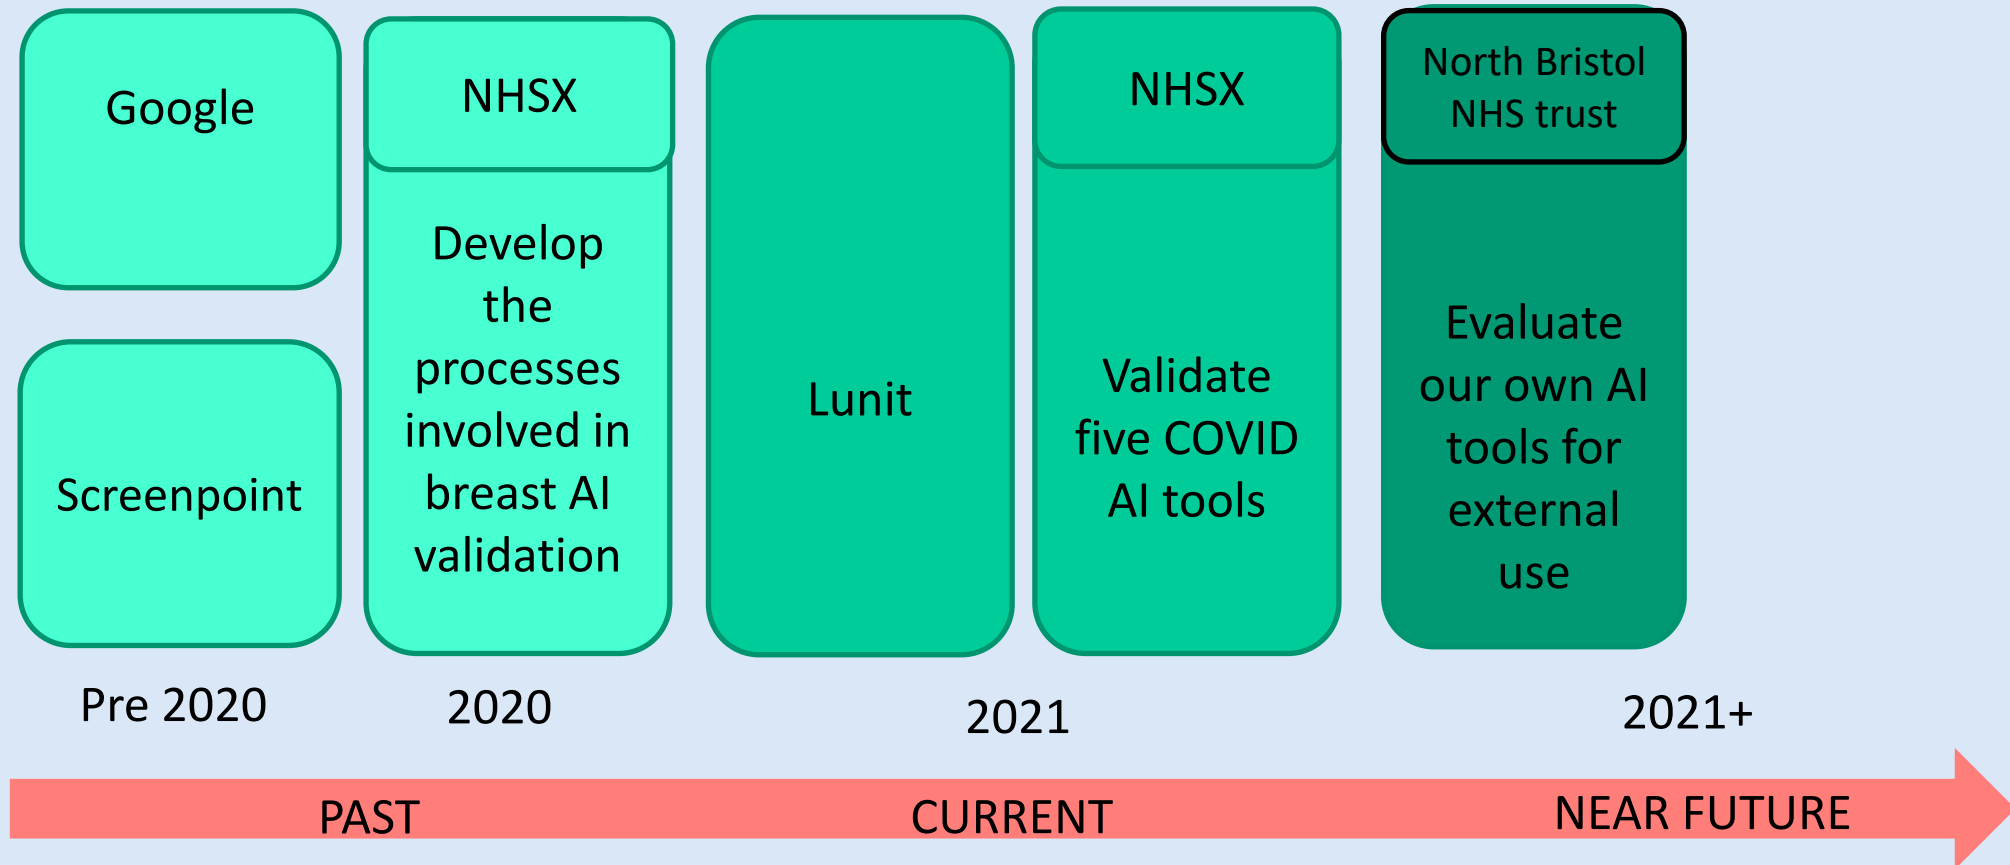 Google
Screenpoint
NHSX
Develop
the
processes
involved in
breast AI
validation
Lunit
NHSX
Validate
five COVID
AI tools
North Bristol
NHS trust
Evaluate
our own AI
tools for
external
use
Pre 2020
2020
2021
2021+
PAST
CURRENT
NEAR FUTURE